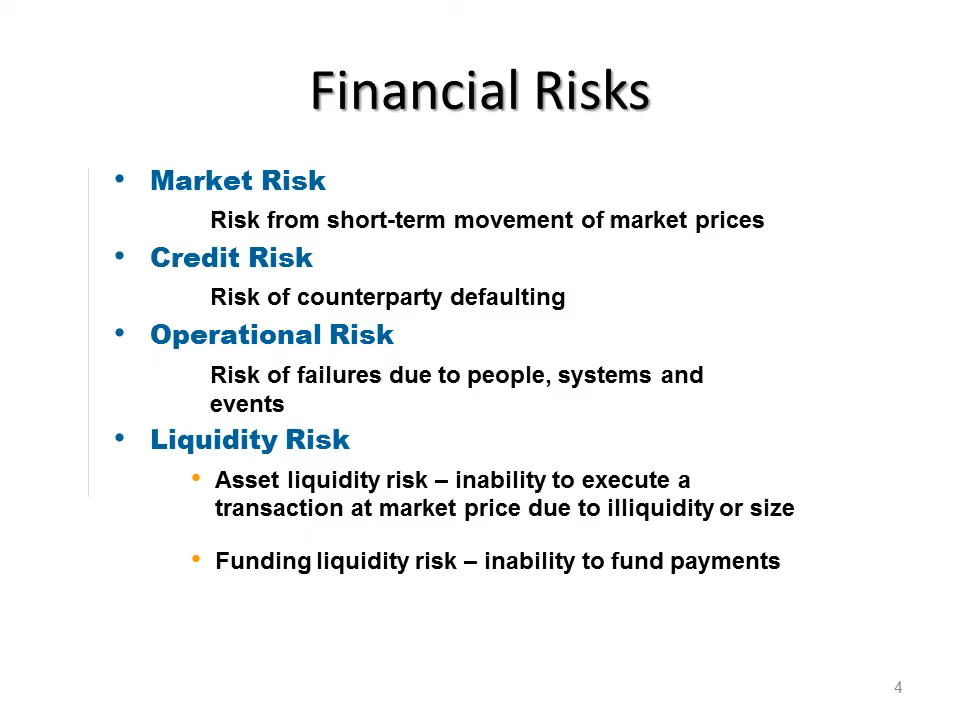 Financial Risks
• Market Risk
Risk from short-term movement of market prices
• Credit Risk
Risk of counterparty defaulting
• Operational Risk
Risk of failures due to people, systems and
events
• Liquidity Risk
• Asset liquidity risk – inability to execute a
transaction at market price due to illiquidity or size
• Funding liquidity risk – inability to fund payments
4